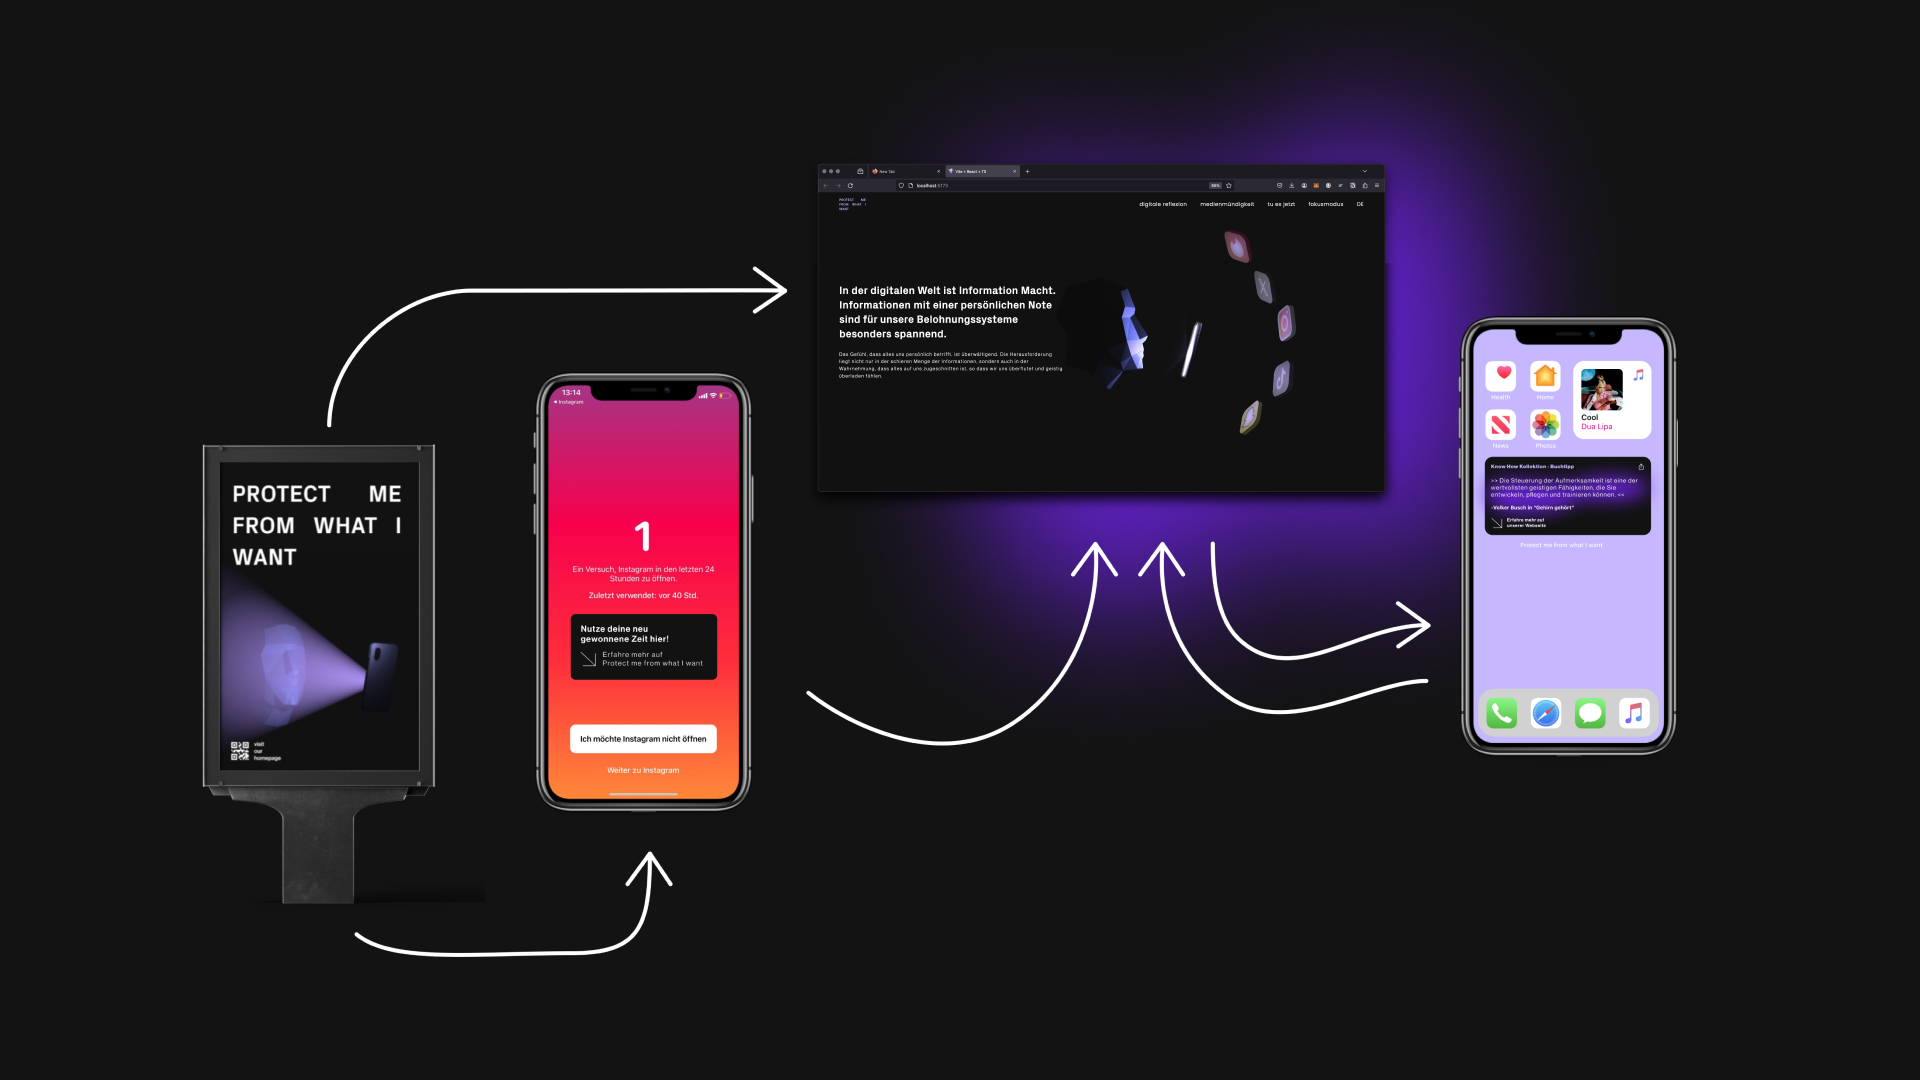 PROTECT ME
FROM WHAT I
WANT
visit
our
homepage
13:14
Instagram
1
Ein Versuch, Instagram in den letzten 24
Stunden zu öffnen.
Zuletzt verwendet: vor 40 Std.
Nutze deine neu
gewonnene Zeit hier!
Erfahre mehr auf
Protect me from what I want
Ich möchte Instagram nicht öffnen
Weiter zu Instagram
New Tab
Vite + React + TS
localhost:5173
80%
PROTECT ME
FROM WHAT I
WANT
digitale reflexion
medienmündigkeit
tu es jetzt
fokusmodus
DE
In der digitalen Welt ist Information Macht.
Informationen mit einer persönlichen Note
sind für unsere Belohnungssysteme
besonders spannend.
Das Gefühl, dass alles uns persönlich betrifft, ist überwältigend. Die Herausforderung
liegt nicht nur in der schieren Menge der Informationen, sondern auch in der
Wahrnehmung, dass alles auf uns zugeschnitten ist, so dass wir uns überflutet und geistig
überladen fühlen.
Health
Home
News
Photos
Cool
Dua Lipa
Know How Kollektion - Buchtipp
>> Die Steuerung der Aufmerksamkeit ist eine der
wertvollsten geistigen Fähigkeiten, die Sie
entwickeln, pflegen und trainieren können. <<
-Volker Busch in "Gehirn gehört"
Erfahre mehr auf
unserer Webseite
Protect me from what I want